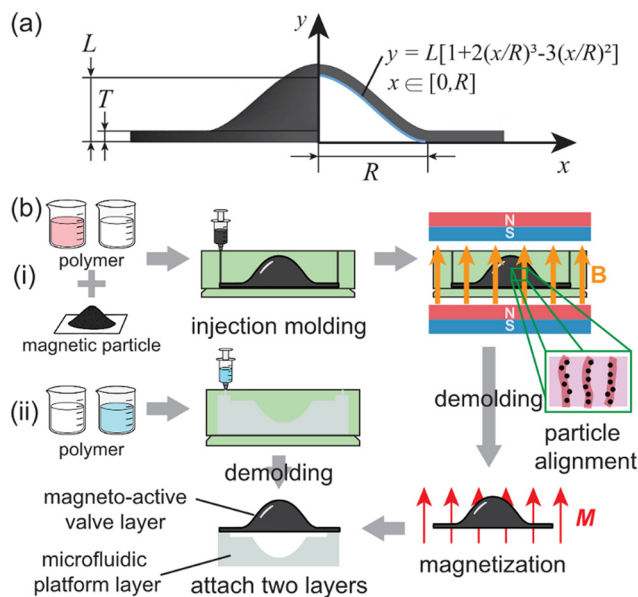 (a)
y
L
y = L[1+2(x/R)³-3(x/R)²]
x ∈ [0,R]
T
R
x
(b)
polymer
(i)
magnetic particle
injection molding
N
S
B
N
S
(ii)
polymer
demolding
demolding
particle
alignment
magneto-active
valve layer
microfluidic
platform layer
attach two layers
M
magnetization